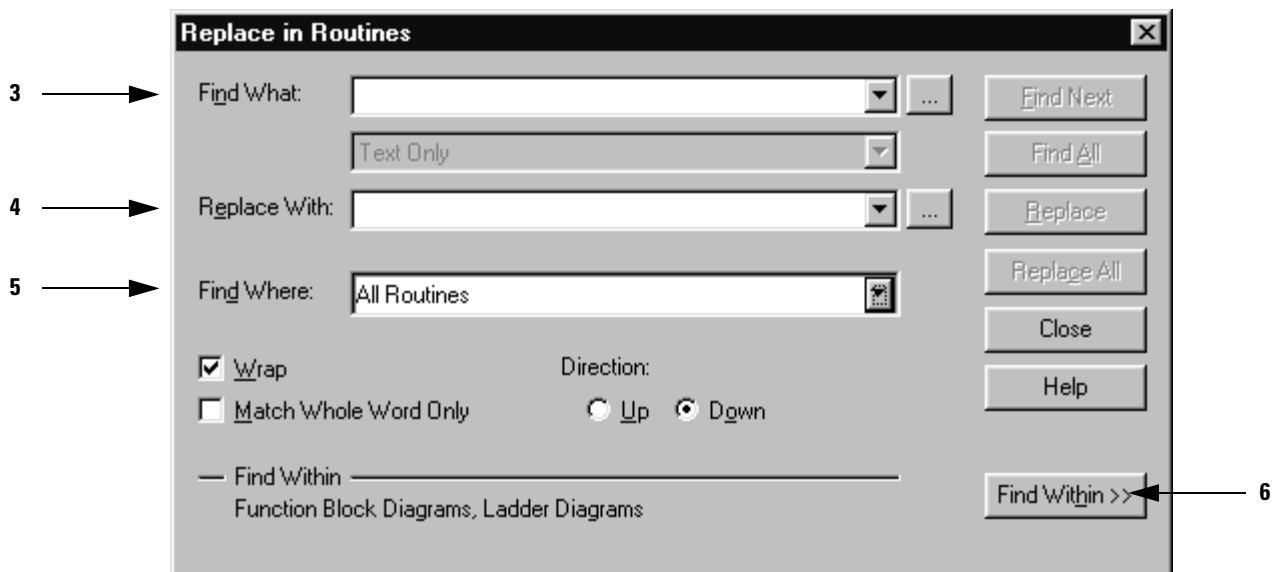 Replace in Routines
3 Find What: ... Find Next
Text Only Find All
4 Replace With: ... Replace
5 Find Where: All Routines Replace All
Close
Wrap Direction: Help
Match Whole Word Only Up Down
Find Within
Function Block Diagrams, Ladder Diagrams Find Within >> 6